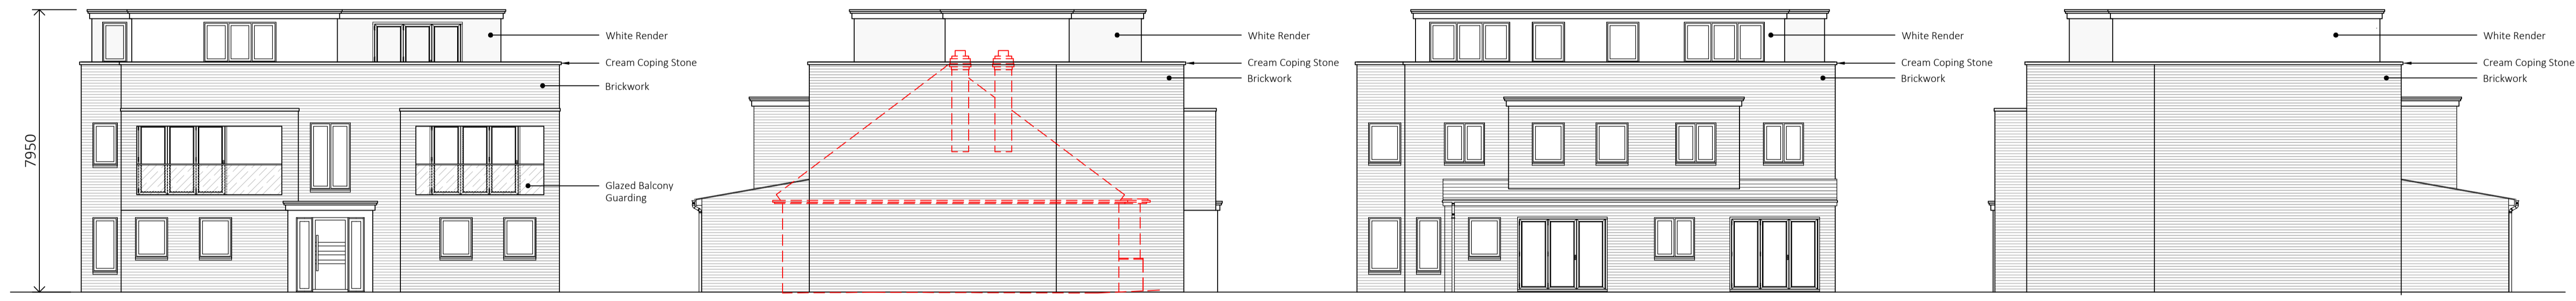 7950
White Render
Cream Coping Stone
Brickwork
Glazed Balcony
Guarding
White Render
Cream Coping Stone
Brickwork
White Render
Cream Coping Stone
Brickwork
White Render
Cream Coping Stone
Brickwork